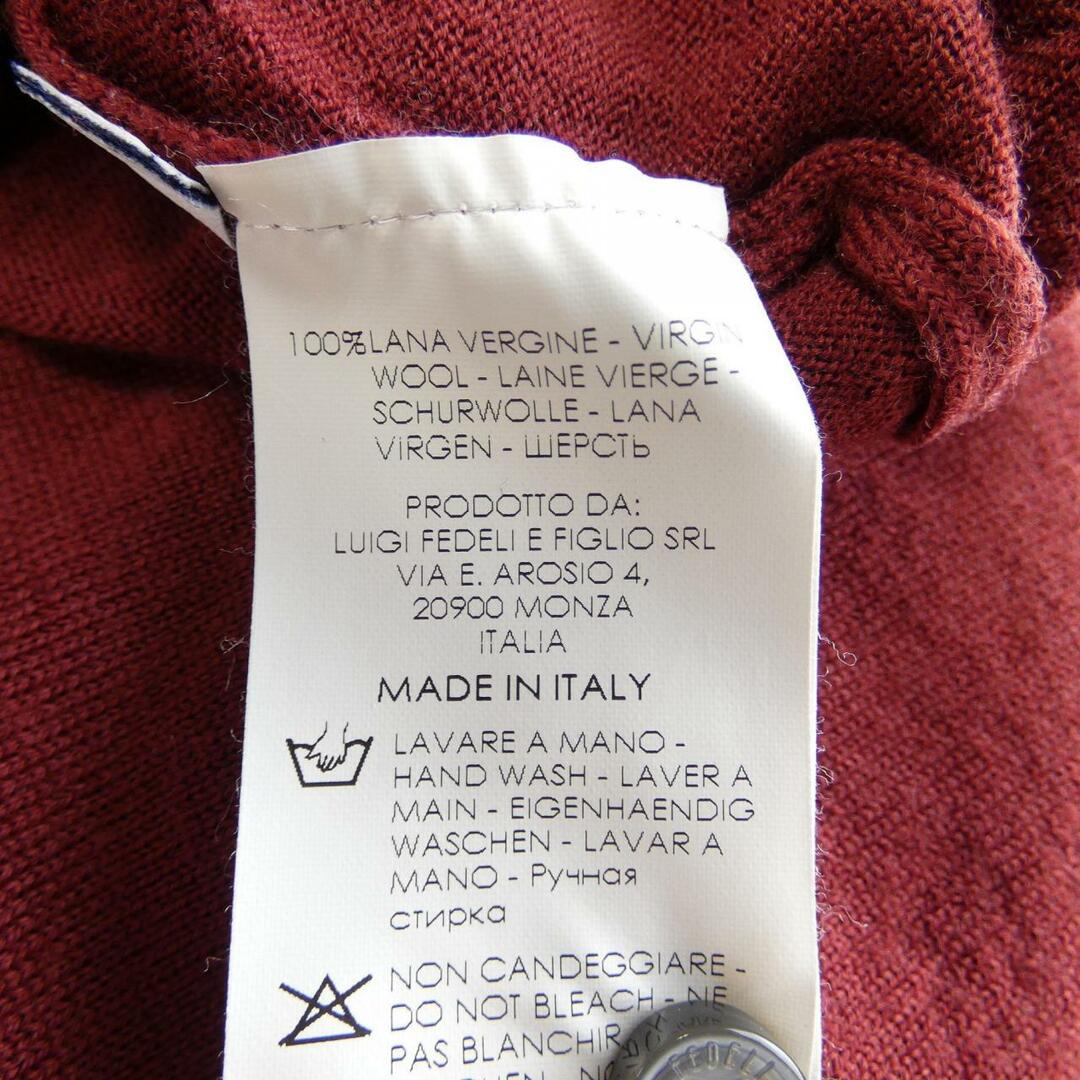 100%LANA VERGINE - VIRGIN
WOOL - LAINE VIERGE -
SCHURWOLLE - LANA
VIRGEN - ШЕРСТЬ
PRODOTTO DA:
LUIGI FEDELI E FIGLIO SRL
VIA E. AROSIO 4,
20900 MONZA
ITALIA
MADE IN ITALY
LAVARE A MANO -
HAND WASH - LAVER A
MAIN - EIGENHAENDIG
WASCHEN - LAVAR A
MANO - Ручная
стирка
NON CANDEGGIARE -
DO NOT BLEACH - NE
PAS BLANCHIR
FEDELI